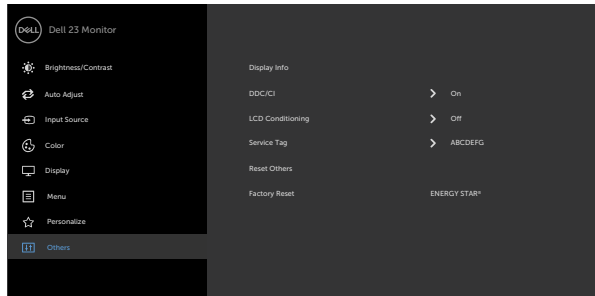 DELL Dell 23 Monitor
Brightness/Contrast
Auto Adjust
Input Source
Color
Display
Menu
Personalize
Others
Display Info
DDC/CI On
LCD Conditioning Off
Service Tag ABCDEFG
Reset Others
Factory Reset ENERGY STAR®